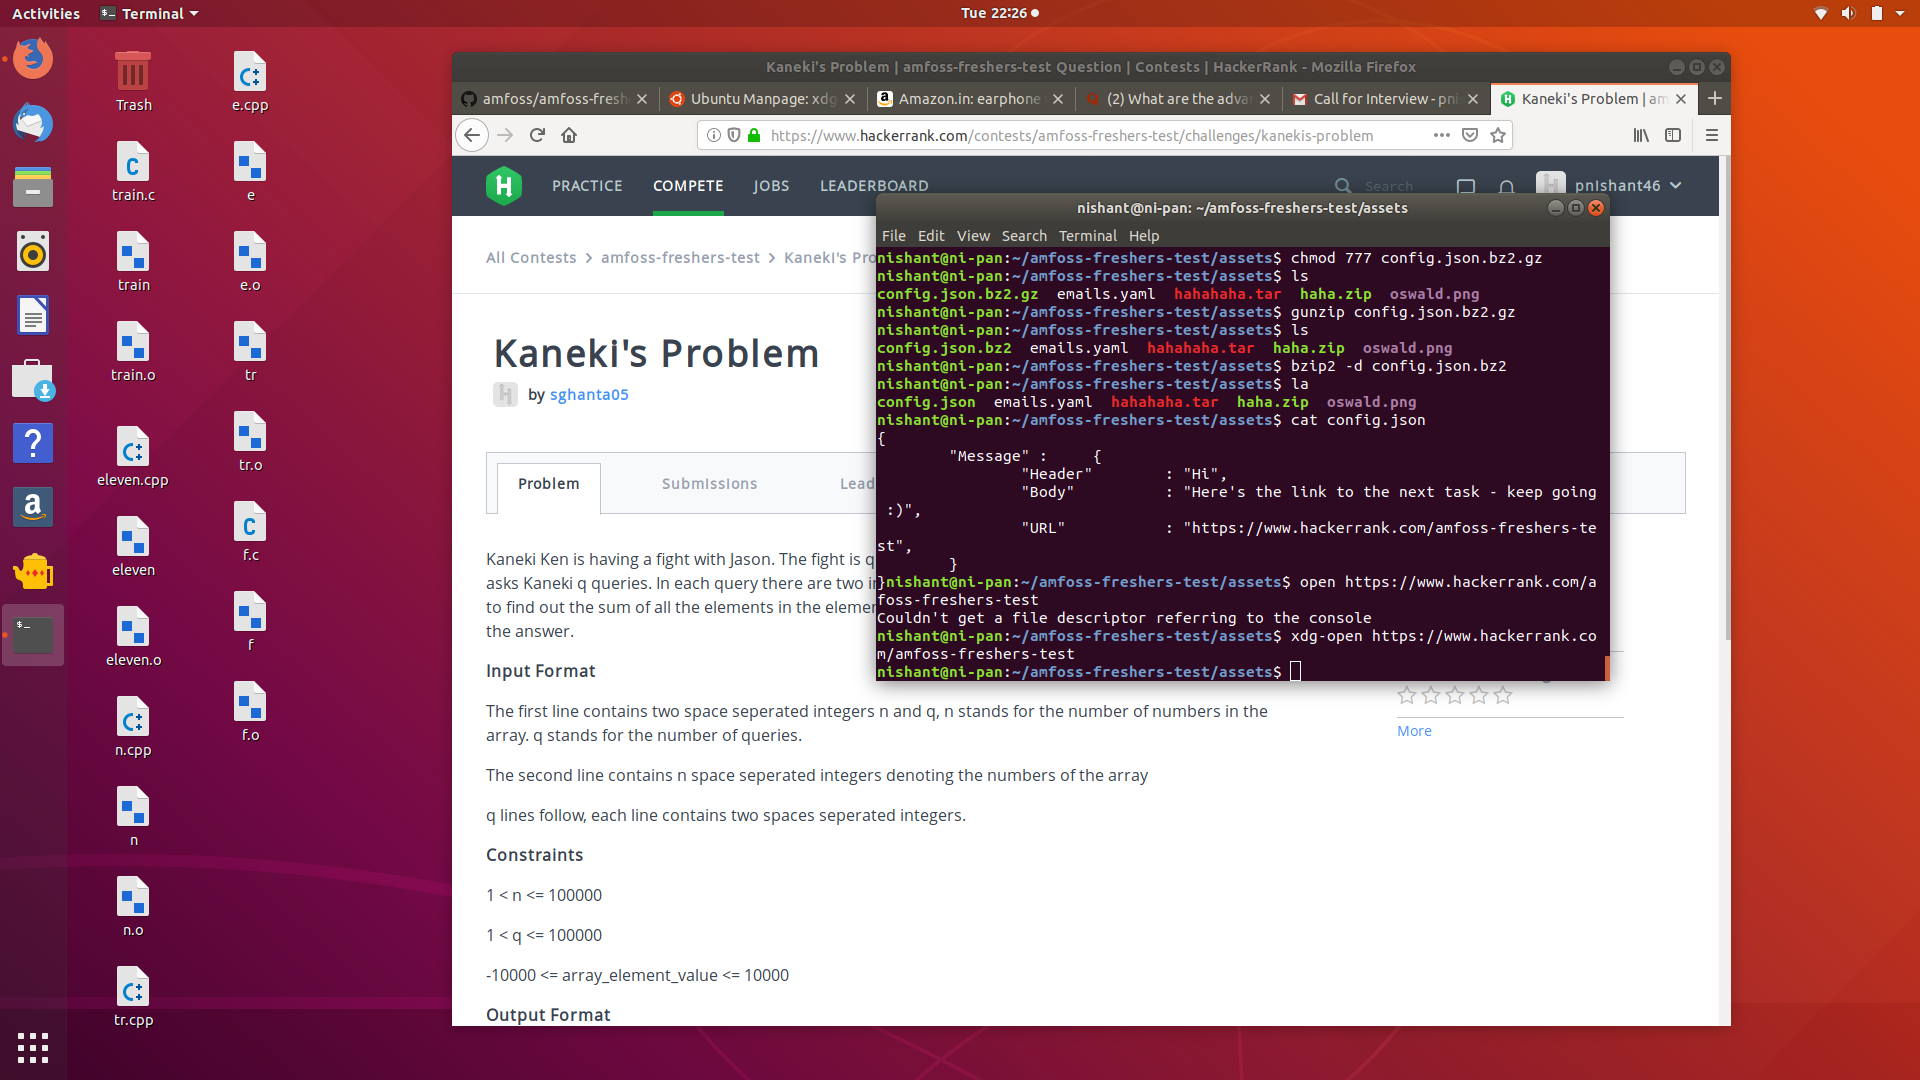 Activities
Terminal
Tue 22:26
Trash
train.c
train
train.o
eleven.cpp
eleven
eleven.o
n.cpp
n
n.o
tr.cpp
e.cpp
e
e.o
tr
tr.o
f.c
f
f.o
Kaneki's Problem | amfoss-freshers-test Question | Contests | HackerRank - Mozilla Firefox
amfoss/amfoss-fresh
Ubuntu Manpage: xdg
Amazon.in: earphone
(2) What are the adva
Call for Interview - pni
Kaneki's Problem | am
https://www.hackerrank.com/contests/amfoss-freshers-test/challenges/kanekis-problem
PRACTICE COMPETE JOBS LEADERBOARD
Search
pnishant46
All Contests > amfoss-freshers-test > KanekI's Pro
Kaneki's Problem
by sghanta05
Problem
Submissions
Lead
Kaneki Ken is having a fight with Jason. The fight is q
asks Kaneki q queries. In each query there are two in
to find out the sum of all the elements in the elemen
the answer.
Input Format
The first line contains two space seperated integers n and q, n stands for the number of numbers in the
array. q stands for the number of queries.
The second line contains n space seperated integers denoting the numbers of the array
q lines follow, each line contains two spaces seperated integers.
Constraints
1 < n <= 100000
1 < q <= 100000
-10000 <= array_element_value <= 10000
Output Format
More
nishant@ni-pan: ~/amfoss-freshers-test/assets
File Edit View Search Terminal Help
nishant@ni-pan:~/amfoss-freshers-test/assets$ chmod 777 config.json.bz2.gz
nishant@ni-pan:~/amfoss-freshers-test/assets$ ls
config.json.bz2.gz emails.yaml hahahaha.tar haha.zip oswald.png
nishant@ni-pan:~/amfoss-freshers-test/assets$ gunzip config.json.bz2.gz
nishant@ni-pan:~/amfoss-freshers-test/assets$ ls
config.json.bz2 emails.yaml hahahaha.tar haha.zip oswald.png
nishant@ni-pan:~/amfoss-freshers-test/assets$ bzip2 -d config.json.bz2
nishant@ni-pan:~/amfoss-freshers-test/assets$ la
config.json emails.yaml hahahaha.tar haha.zip oswald.png
nishant@ni-pan:~/amfoss-freshers-test/assets$ cat config.json
{
"Message" : {
"Header" : "Hi",
"Body" : "Here's the link to the next task - keep going
:)",
"URL" : "https://www.hackerrank.com/amfoss-freshers-te
st",
}
}nishant@ni-pan:~/amfoss-freshers-test/assets$ open https://www.hackerrank.com/a
foss-freshers-test
Couldn't get a file descriptor referring to the console
nishant@ni-pan:~/amfoss-freshers-test/assets$ xdg-open https://www.hackerrank.co
m/amfoss-freshers-test
nishant@ni-pan:~/amfoss-freshers-test/assets$